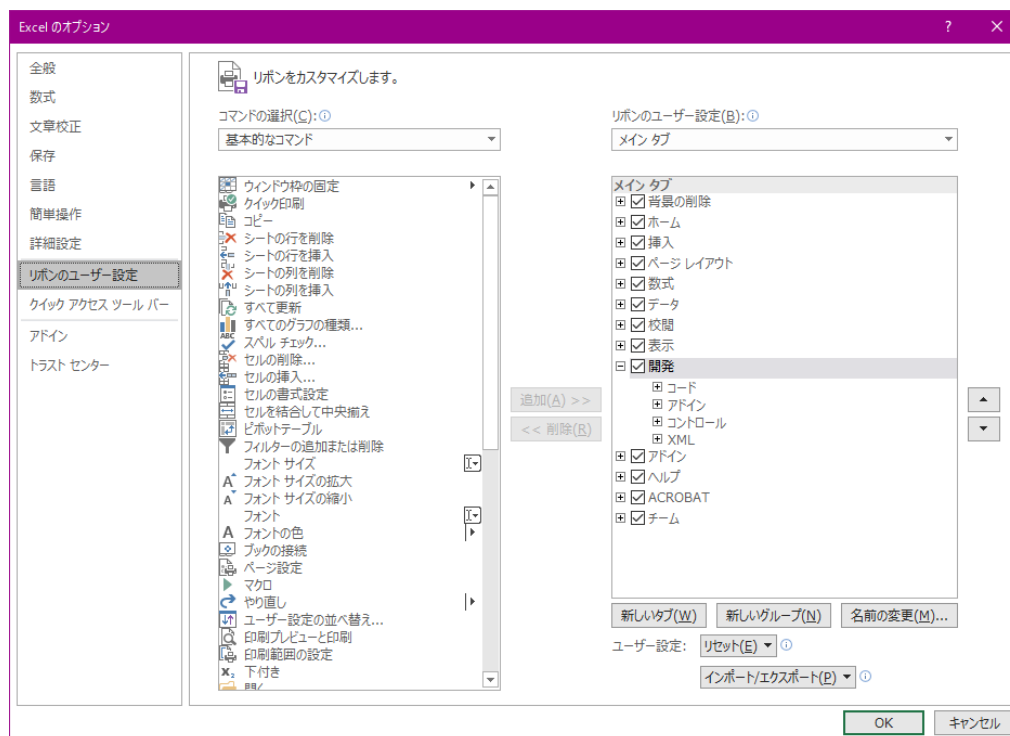 Excel のオプション
?
全般
数式
文章校正
保存
言語
簡単操作
詳細設定
リボンのユーザー設定
クイック アクセス ツール バー
アドイン
トラスト センター
リボンをカスタマイズします。
コマンドの選択(C):
基本的なコマンド
ウィンドウ枠の固定
クイック印刷
コピー
シートの行を削除
シートの行を挿入
シートの列を削除
シートの列を挿入
すべて更新
すべてのグラフの種類...
スペル チェック...
セルの削除...
セルの挿入...
セルの書式設定
セルを結合して中央揃え
ピボットテーブル
フィルターの追加または削除
フォント サイズ
フォント サイズの拡大
フォント サイズの縮小
フォント
フォントの色
ブックの接続
ページ設定
マクロ
やり直し
ユーザー設定の並べ替え...
印刷プレビューと印刷
印刷範囲の設定
下付き
開く
追加(A) >>
<< 削除(R)
リボンのユーザー設定(B):
メイン タブ
メイン タブ
背景の削除
ホーム
挿入
ページ レイアウト
数式
データ
校閲
表示
開発
コード
アドイン
コントロール
XML
アドイン
ヘルプ
ACROBAT
チーム
新しいタブ(W) 新しいグループ(N) 名前の変更(M)...
ユーザー設定: リセット(E)
インポート/エクスポート(P)
OK キャンセル